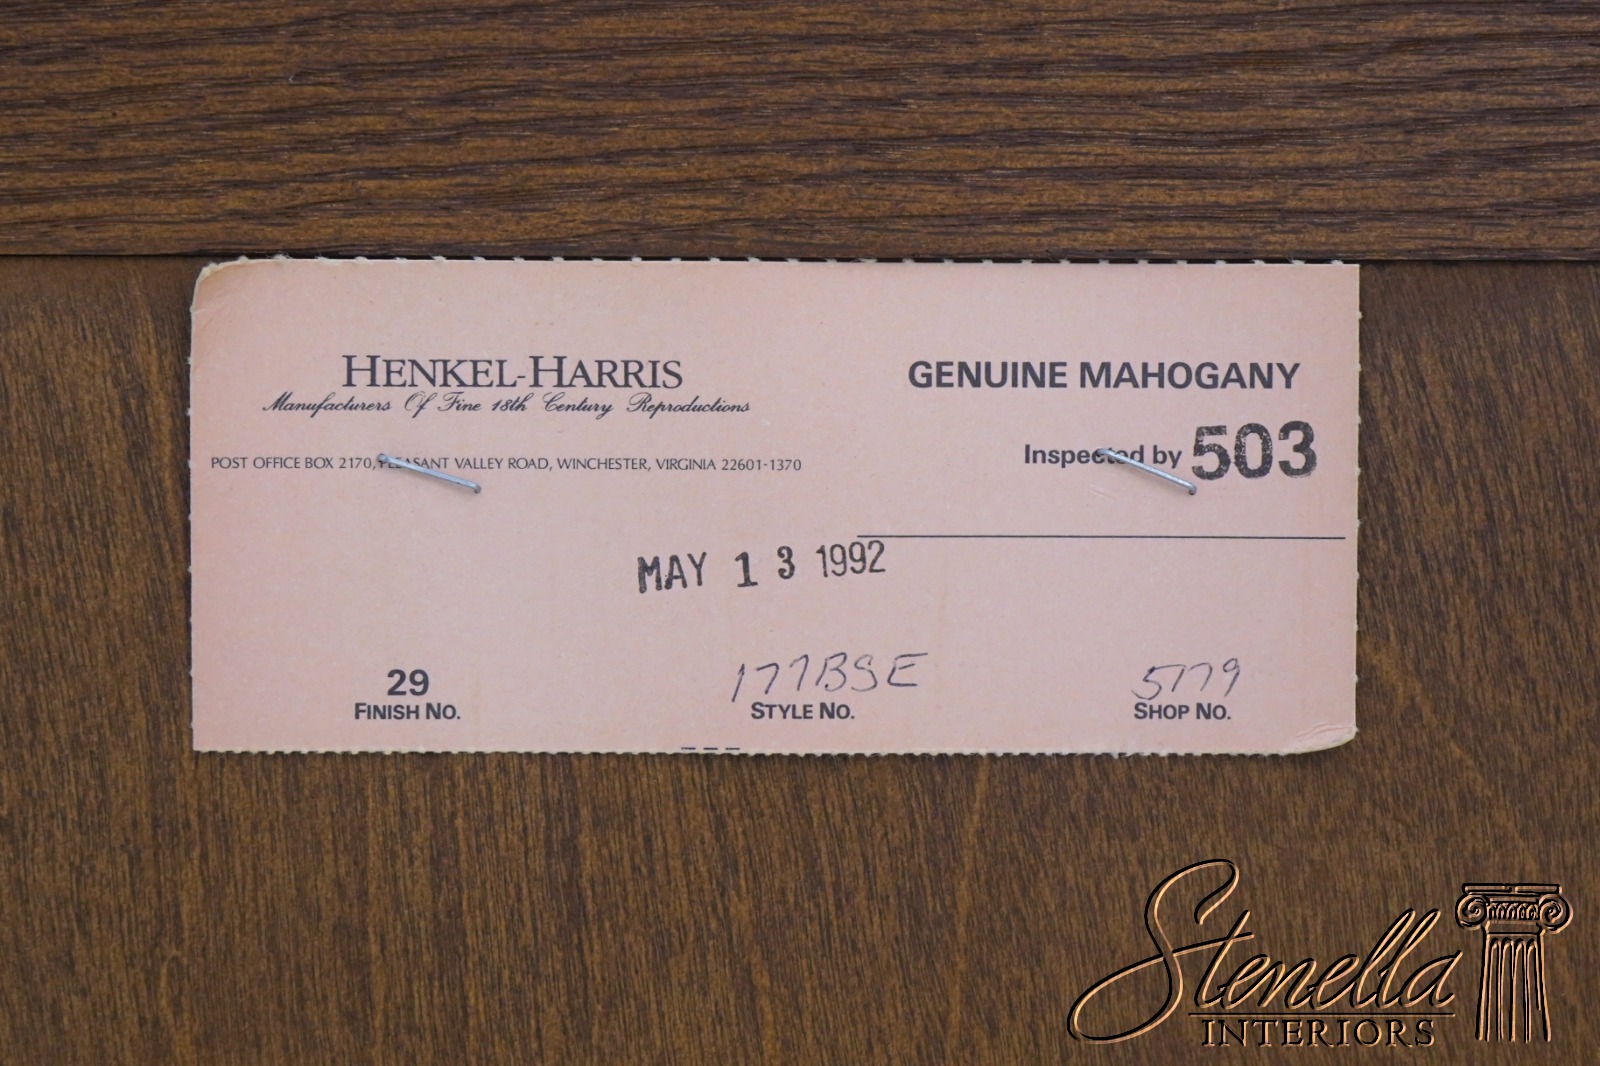 HENKEL-HARRIS
Manufacturers Of Fine 18th Century Reproductions
POST OFFICE BOX 2170, PLEASANT VALLEY ROAD, WINCHESTER, VIRGINIA 22601-1370
GENUINE MAHOGANY
Inspected by 503
MAY 13 1992
29
FINISH NO.
177BSE
STYLE NO.
5179
SHOP NO.
Stenella
INTERIORS